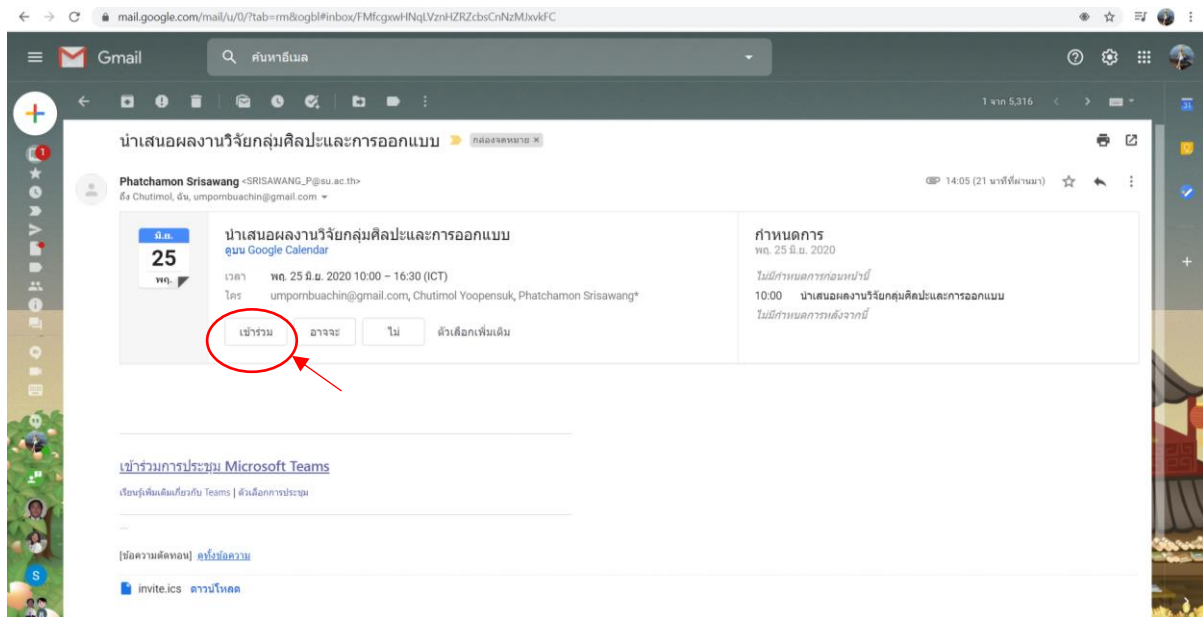 mail.google.com/mail/u/0/?tab=rm&ogbl#inbox/FMfcgxwHNqLVznHZRZcbsCnNzMJxvkFC
Gmail
ค้นหาอีเมล
1 จาก 5,316
นำเสนอผลงานวิจัยกลุ่มศิลปะและการออกแบบ
กล่องจดหมาย ×
Phatchamon Srisawang <SRISAWANG_P@su.ac.th>
14:05 (21 นาทีที่ผ่านมา)
ถึง Chutimol, ฉัน, umpornbuachin@gmail.com
มิ.ย.
25
พฤ.
นำเสนอผลงานวิจัยกลุ่มศิลปะและการออกแบบ
ดูบน Google Calendar
เวลา พฤ. 25 มิ.ย. 2020 10:00 – 16:30 (ICT)
ใคร umpornbuachin@gmail.com, Chutimol Yoopensuk, Phatchamon Srisawang*
เข้าร่วม อาจจะ ไม่ ตัวเลือกเพิ่มเติม
กำหนดการ
พฤ. 25 มิ.ย. 2020
ไม่มีกำหนดการก่อนหน้านี้
10:00 นำเสนอผลงานวิจัยกลุ่มศิลปะและการออกแบบ
ไม่มีกำหนดการหลังจากนี้
เข้าร่วมการประชุม Microsoft Teams
เรียนรู้เพิ่มเติมเกี่ยวกับ Teams | ตัวเลือกการประชุม
...
[ข้อความตัดทอน] ดูทั้งข้อความ
invite.ics ดาวน์โหลด
1
31
S